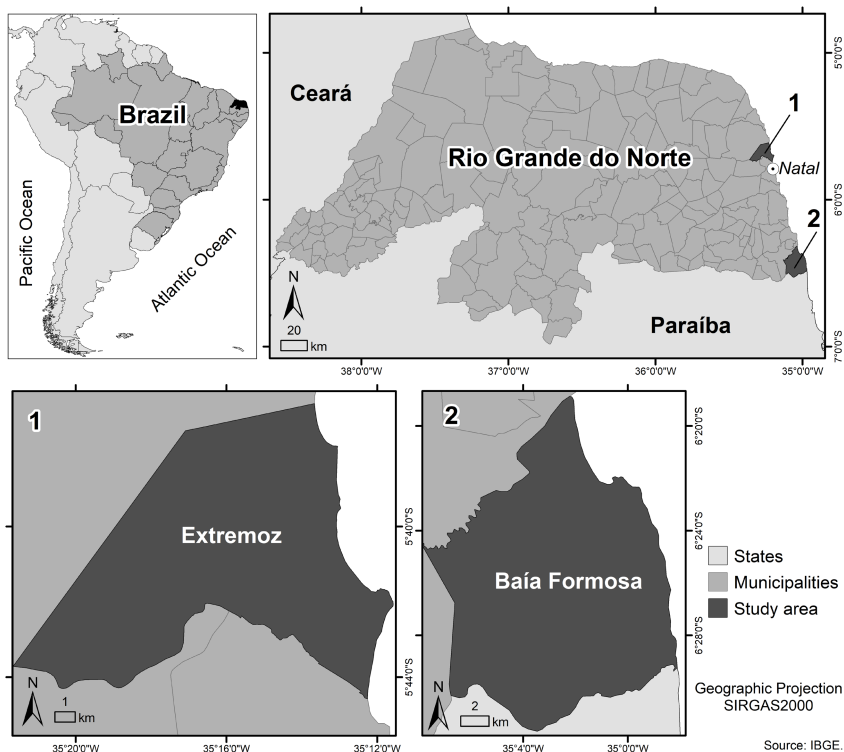 Brazil
Pacific Ocean
Atlantic Ocean
Ceará
Rio Grande do Norte
1
Natal
2
Paraíba
N
20
km
5°0'0"S
6°0'0"S
7°0'0"S
38°0'0"W
37°0'0"W
36°0'0"W
35°0'0"W
1
Extremoz
N
1
km
5°40'0"S
5°44'0"S
35°20'0"W
35°16'0"W
35°12'0"W
2
Baía Formosa
N
2
km
6°20'0"S
6°24'0"S
6°28'0"S
35°4'0"W
35°0'0"W
States
Municipalities
Study area
Geographic Projection
SIRGAS2000
Source: IBGE.